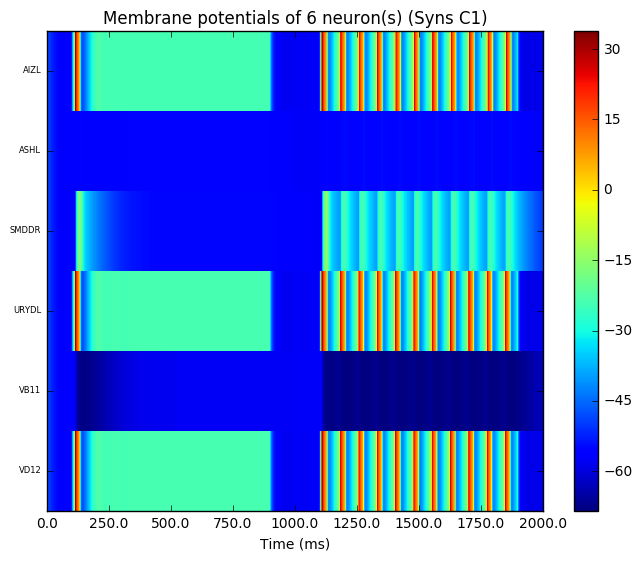 Membrane potentials of 6 neuron(s) (Syns C1)
AIZL
ASHL
SMDDR
URYDL
VB11
VD12
0.0 250.0 500.0 750.0 1000.0 1250.0 1500.0 1750.0 2000.0
Time (ms)
30
15
0
−15
−30
−45
−60